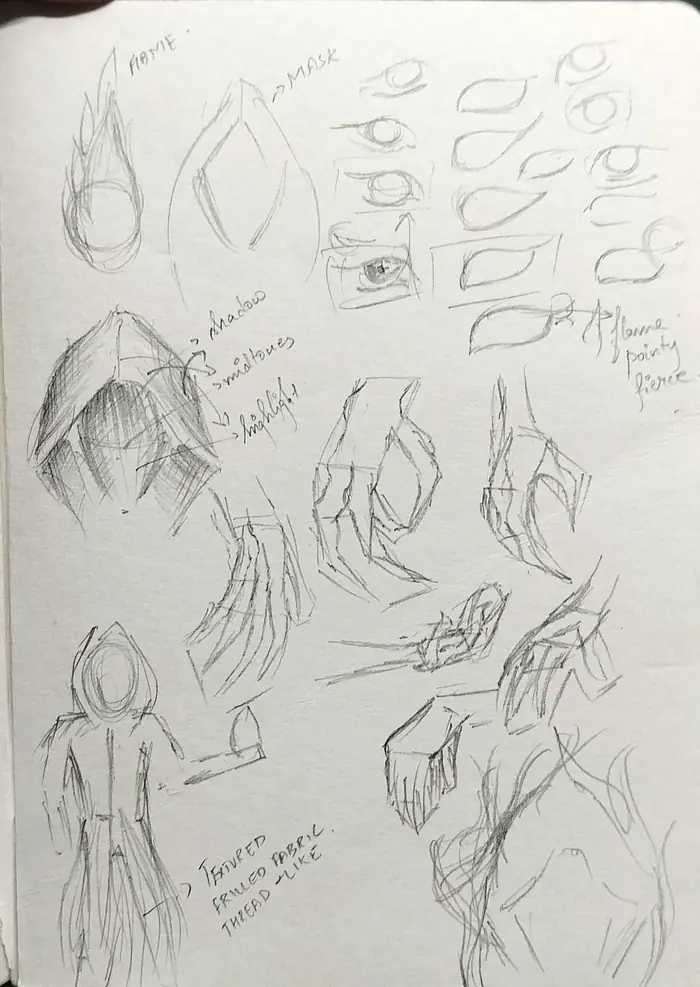 FLAME.
MASK
shadow
midtones
highlight
flame.
pointy
fierce.
TEXTURED
FRILLED FABRIC.
THREAD-LIKE